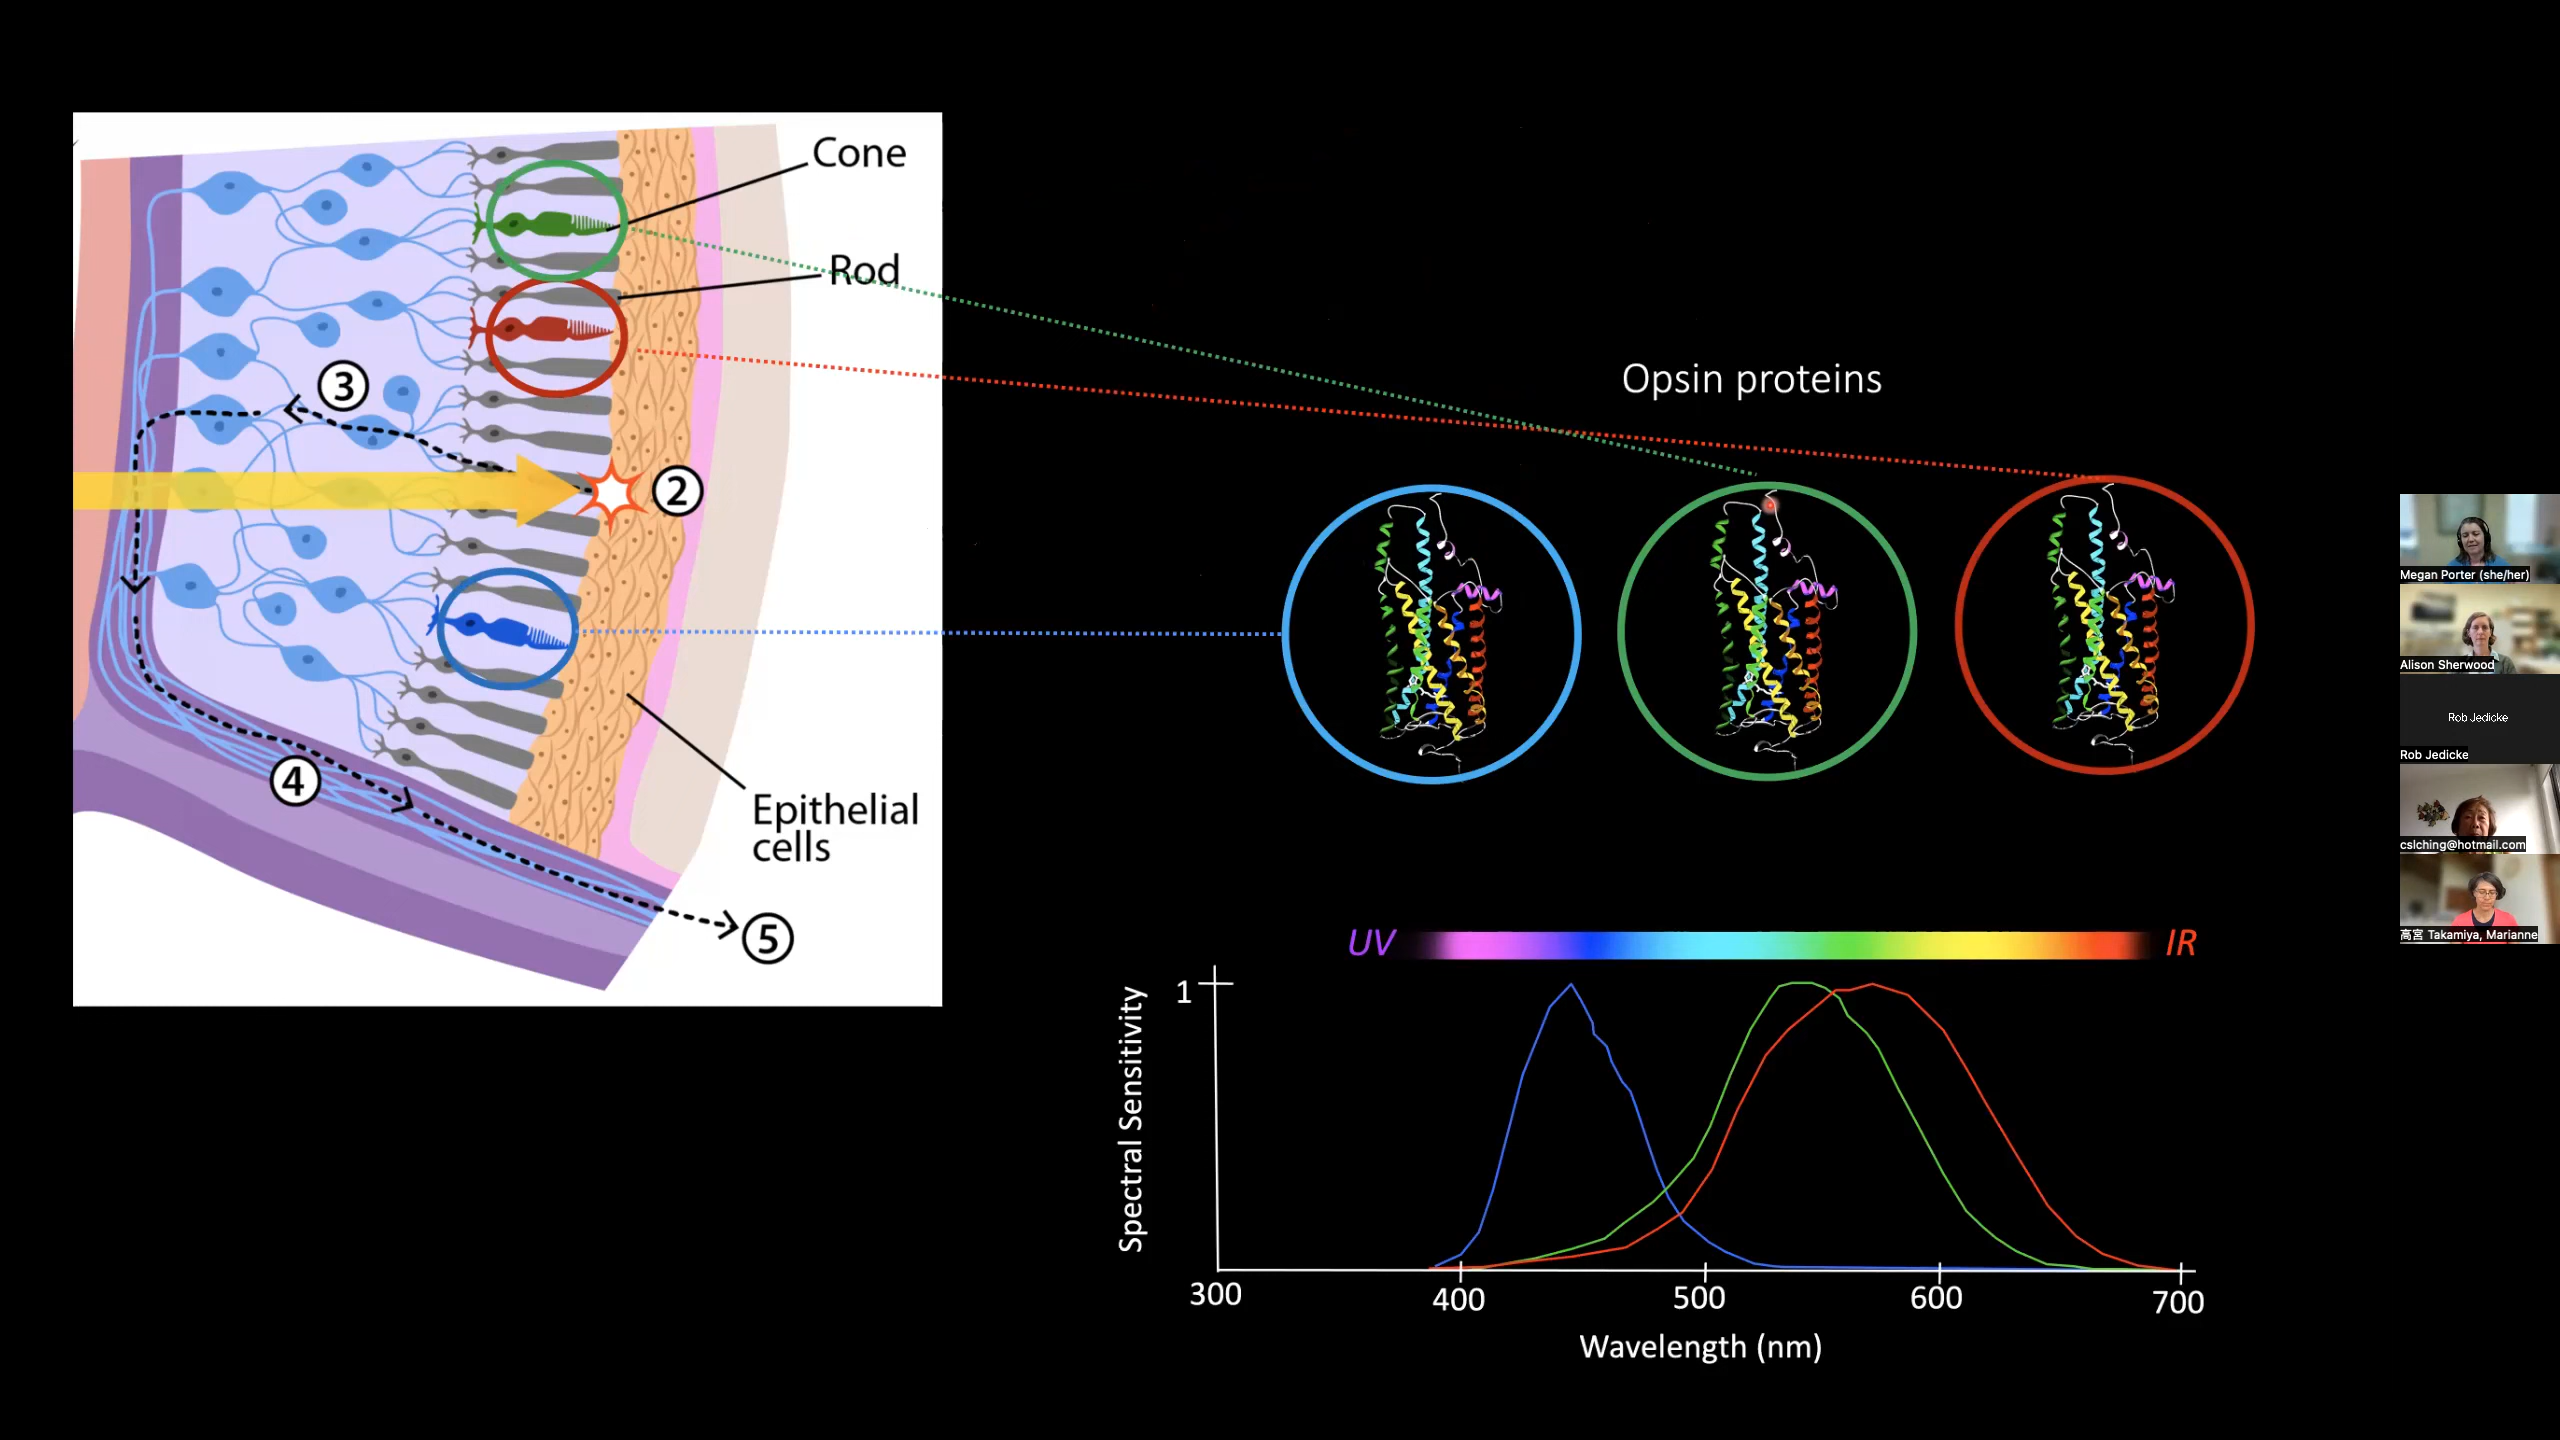 Cone
Rod
3
2
4
5
Epithelial
cells
Opsin proteins
UV
IR
1
Spectral Sensitivity
300
400
500
600
700
Wavelength (nm)
Megan Porter (she/her)
Alison Sherwood
Rob Jedicke
Rob Jedicke
cslching@hotmail.com
高宮 Takamiya, Marianne